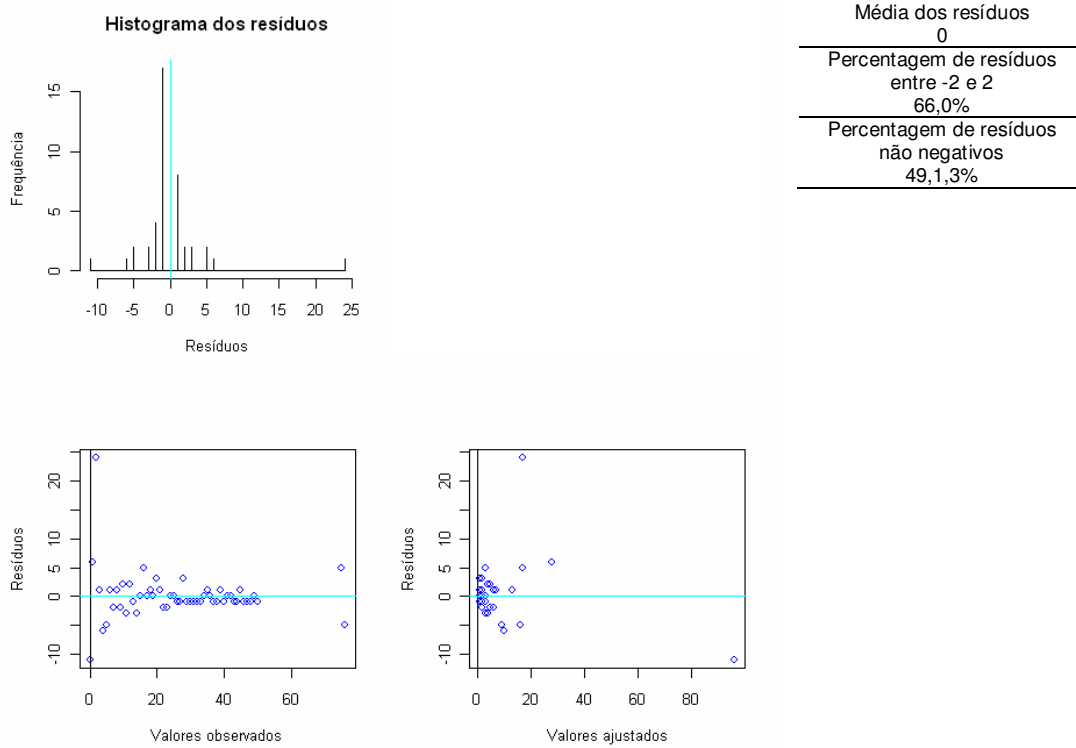 Histograma dos resíduos
Frequência
15
10
5
0
-10 -5 0 5 10 15 20 25
Resíduos
Média dos resíduos
0
Percentagem de resíduos
entre -2 e 2
66,0%
Percentagem de resíduos
não negativos
49,1,3%
Resíduos
20
10
5
0
-10
0 20 40 60
Valores observados
Resíduos
20
10
5
0
-10
0 20 40 60 80
Valores ajustados